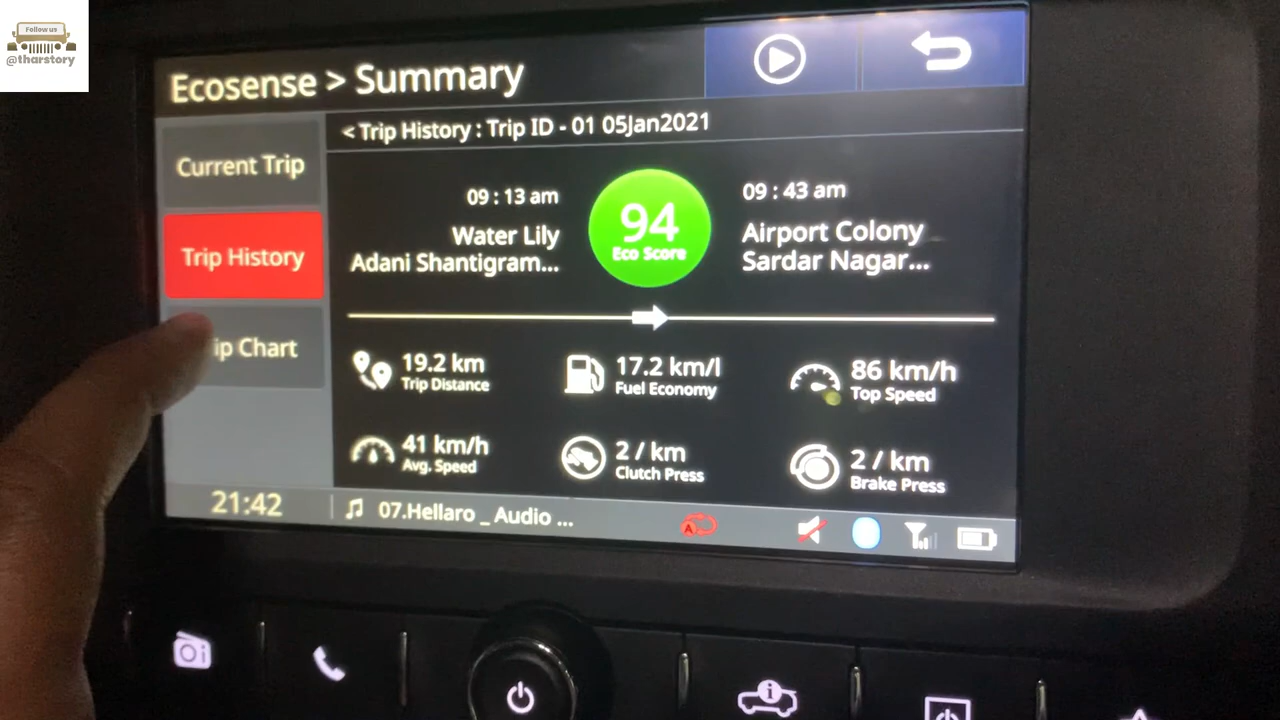 Follow us
@tharstory
Ecosense > Summary
< Trip History : Trip ID - 01 05Jan2021
Current Trip
Trip History
ip Chart
09 : 13 am
Water Lily
Adani Shantigram...
94
Eco Score
09 : 43 am
Airport Colony
Sardar Nagar...
19.2 km
Trip Distance
17.2 km/l
Fuel Economy
86 km/h
Top Speed
41 km/h
Avg. Speed
2 / km
Clutch Press
2 / km
Brake Press
21:42
07.Hellaro _ Audio ...
A